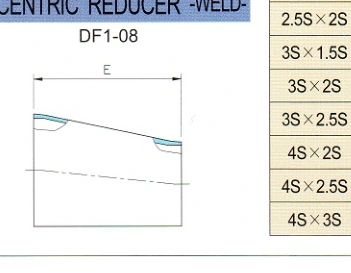 CENTRIC REDUCER -WELD-
DF1-08
E
2.5S×2S
3S×1.5S
3S×2S
3S×2.5S
4S×2S
4S×2.5S
4S×3S